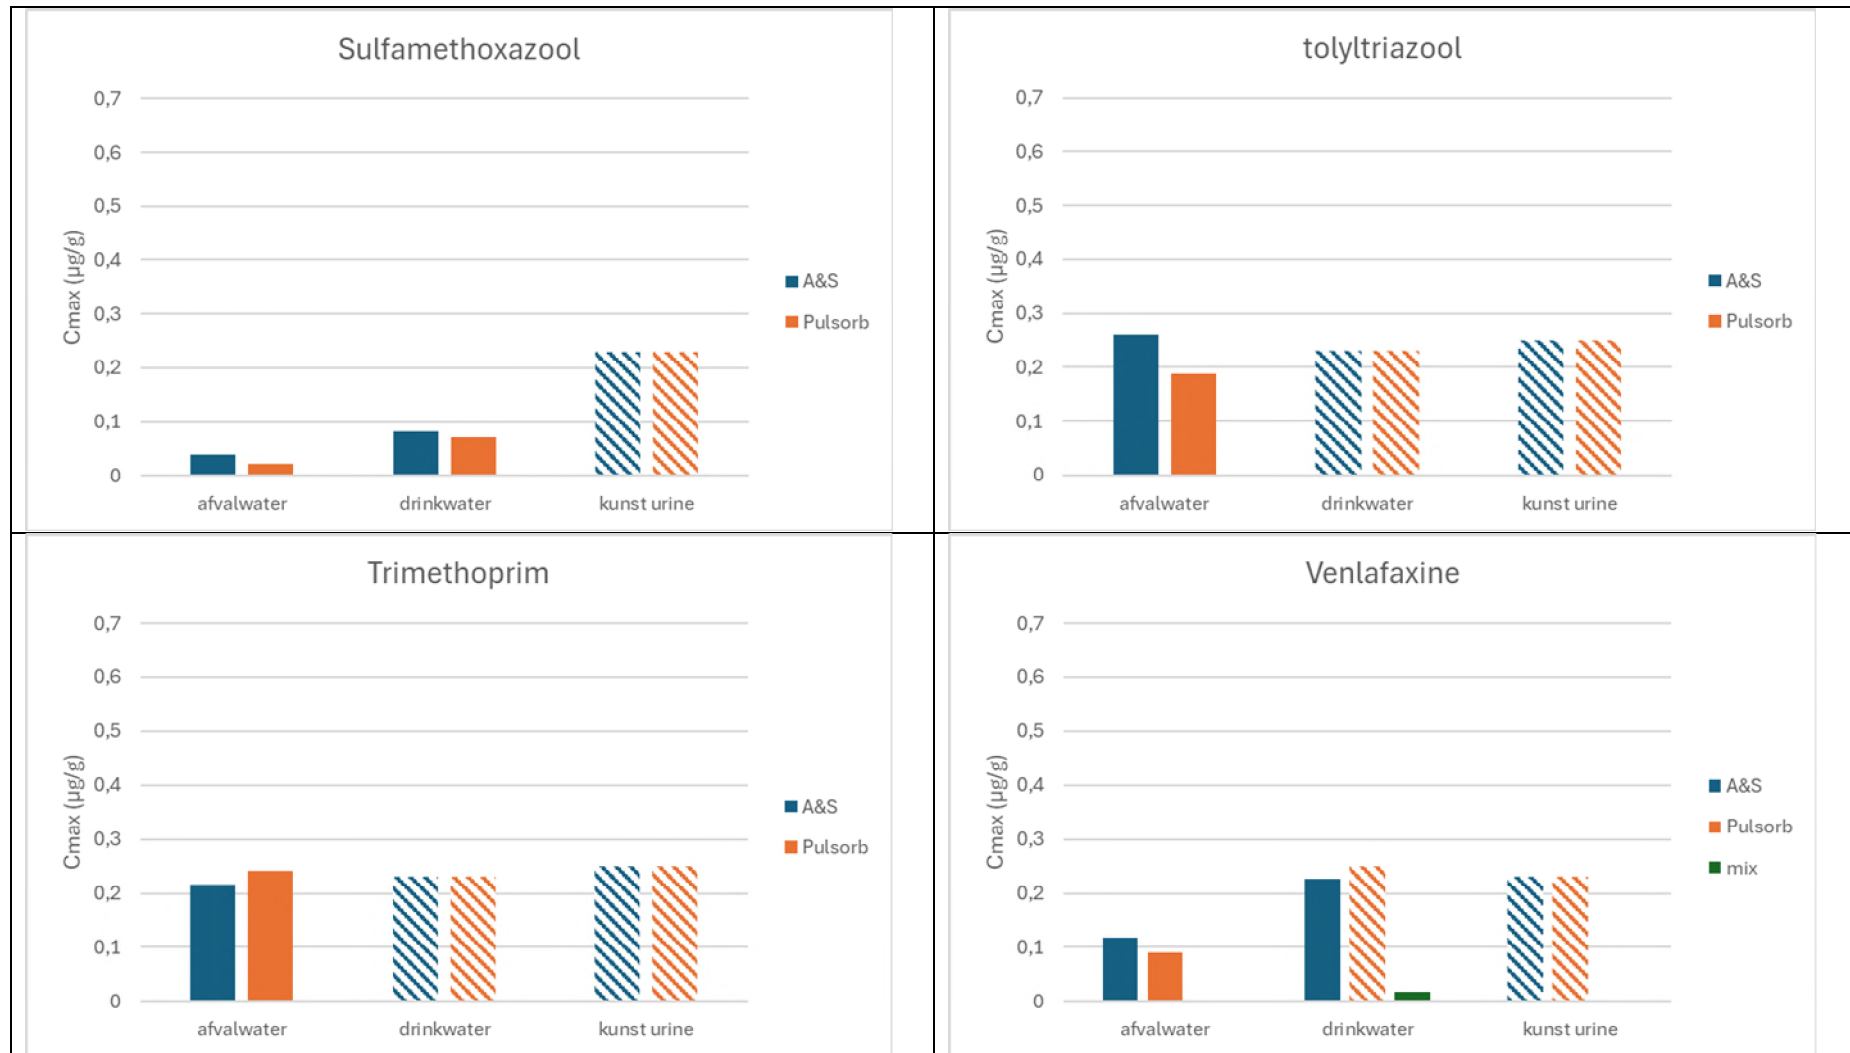 Sulfamethoxazool
0,7
0,6
0,5
0,4
0,3
0,2
0,1
0
Cmax (µg/g)
afvalwater drinkwater kunst urine
A&S
Pulsorb
tolyltriazool
0,7
0,6
0,5
0,4
0,3
0,2
0,1
0
Cmax (µg/g)
afvalwater drinkwater kunst urine
A&S
Pulsorb
Trimethoprim
0,7
0,6
0,5
0,4
0,3
0,2
0,1
0
Cmax (µg/g)
afvalwater drinkwater kunst urine
A&S
Pulsorb
Venlafaxine
0,7
0,6
0,5
0,4
0,3
0,2
0,1
0
Cmax (µg/g)
afvalwater drinkwater kunst urine
A&S
Pulsorb
mix